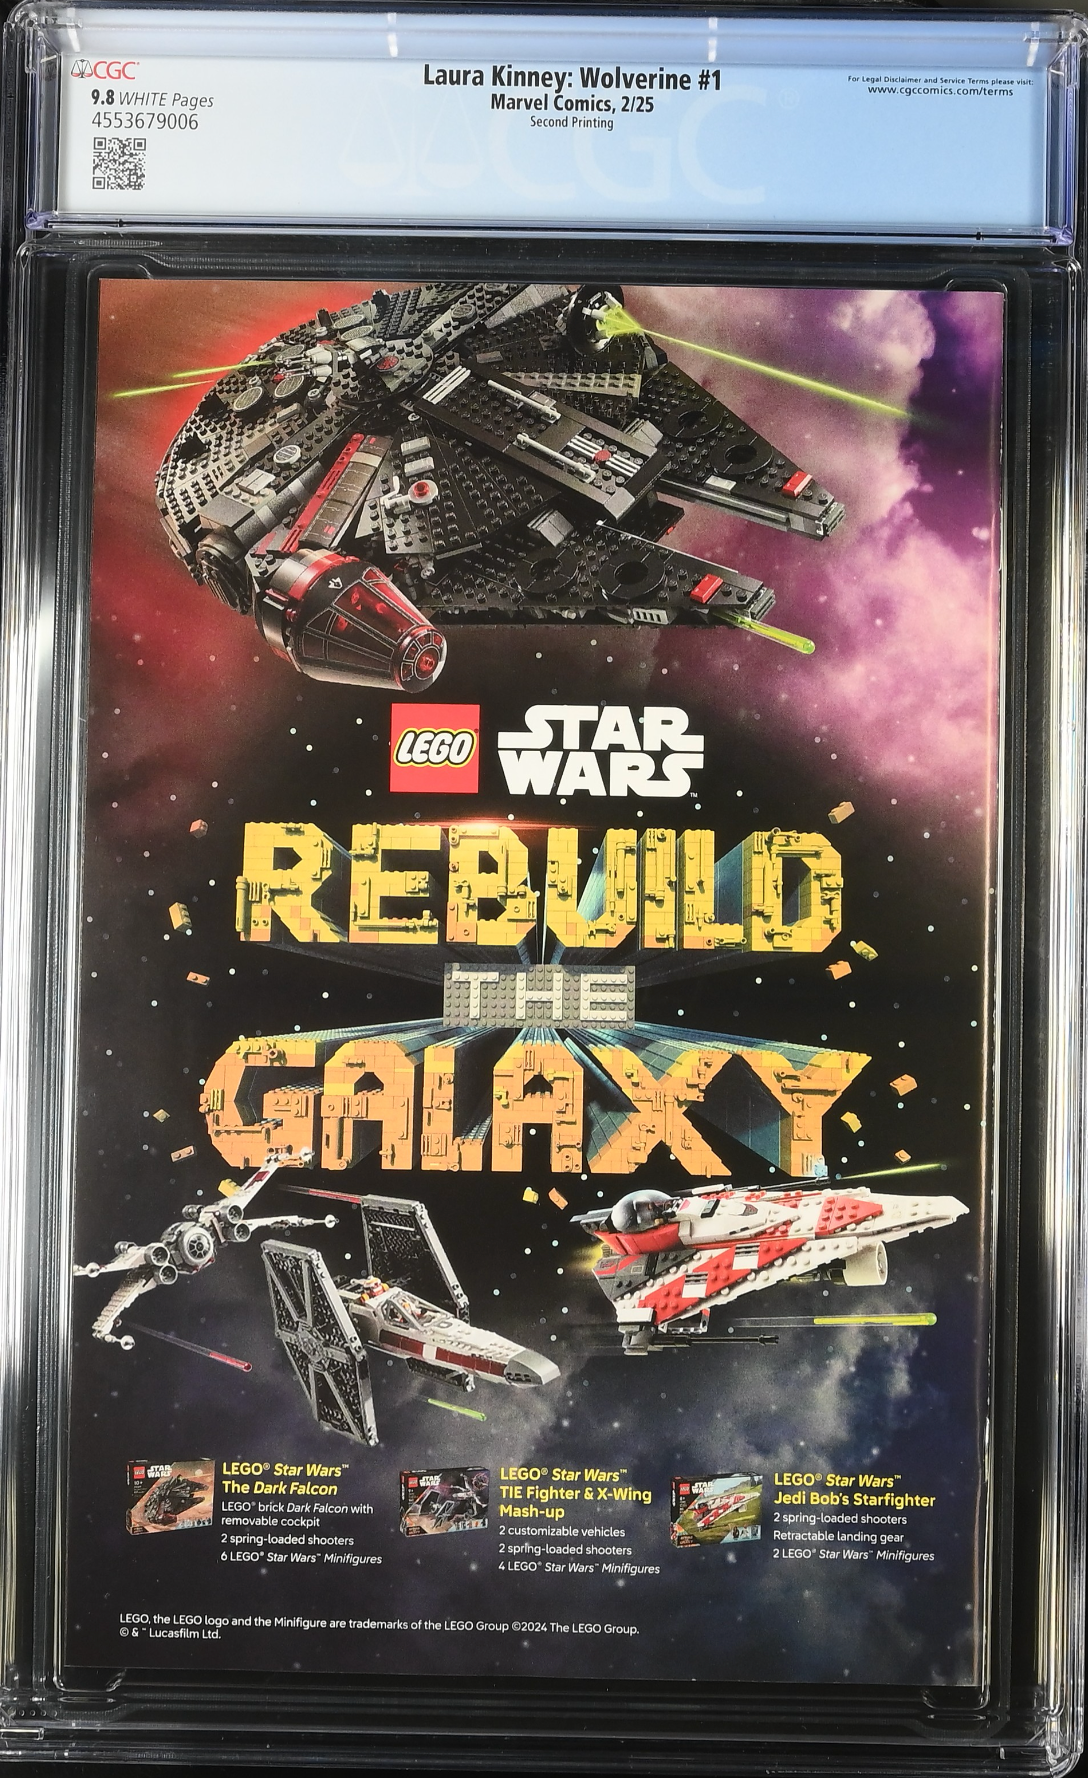 CGC
Laura Kinney: Wolverine #1
For Legal Disclaimer and Service Terms please visit:
9.8 WHITE Pages
Marvel Comics, 2/25
www.cgccomics.com/terms
4553679006
Second Printing
CGC
LEGO
STAR
WARS™
REBUILD
THE
GALAXY
LEGO® Star Wars™
The Dark Falcon
LEGO® brick Dark Falcon with
removable cockpit
2 spring-loaded shooters
6 LEGO® Star Wars™ Minifigures
LEGO® Star Wars™
TIE Fighter & X-Wing
Mash-up
2 customizable vehicles
2 spring-loaded shooters
4 LEGO® Star Wars™ Minifigures
LEGO® Star Wars™
Jedi Bob's Starfighter
2 spring-loaded shooters
Retractable landing gear
2 LEGO® Star Wars™ Minifigures
LEGO, the LEGO logo and the Minifigure are trademarks of the LEGO Group ©2024 The LEGO Group.
© & ™ Lucasfilm Ltd.